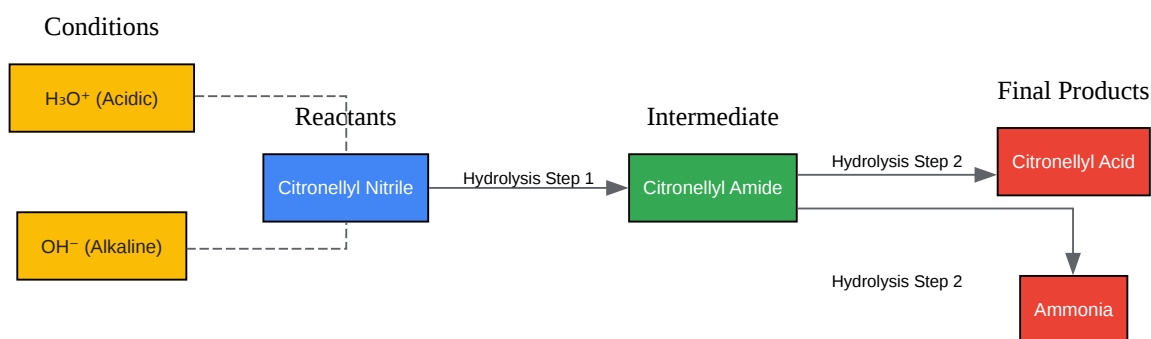 Conditions
H₃O⁺ (Acidic)
OH⁻ (Alkaline)
Reactants
Citronellyl Nitrile
Hydrolysis Step 1
Intermediate
Citronellyl Amide
Hydrolysis Step 2
Hydrolysis Step 2
Final Products
Citronellyl Acid
Ammonia